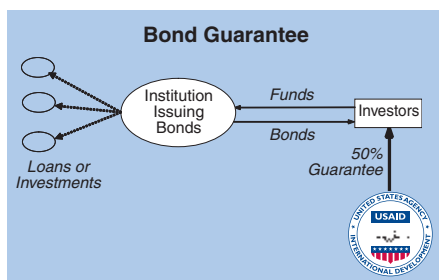 Bond Guarantee
Institution
Issuing
Bonds
Funds
Bonds
Investors
Loans or
Investments
50%
Guarantee
UNITED STATES AGENCY
USAID
INTERNATIONAL DEVELOPMENT